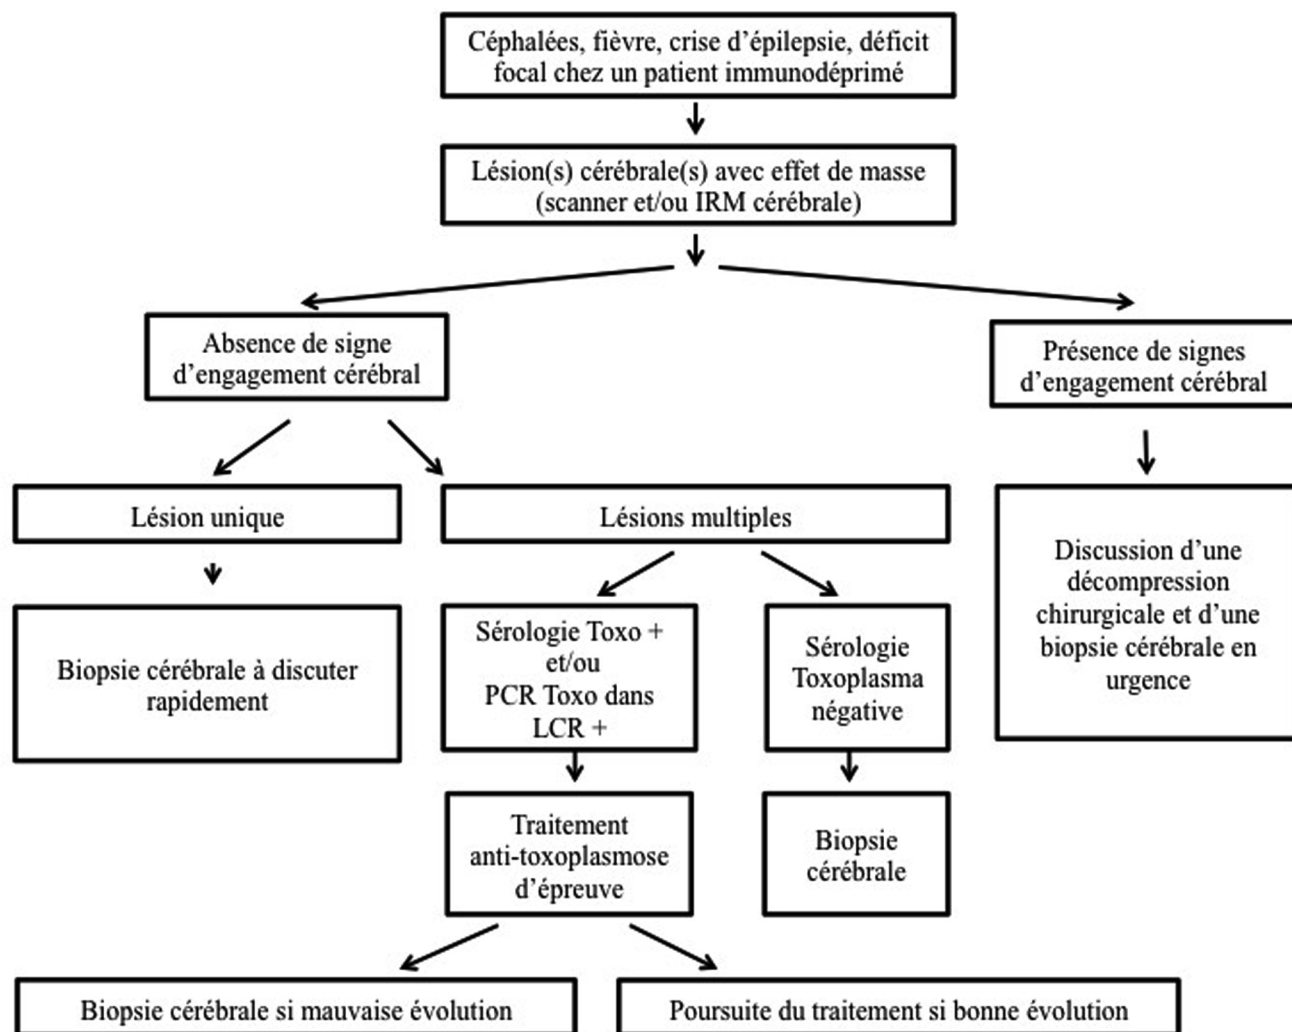 Céphalées, fièvre, crise d’épilepsie, déficit
focal chez un patient immunodéprimé
Lésion(s) cérébrale(s) avec effet de masse
(scanner et/ou IRM cérébrale)
Absence de signe
d’engagement cérébral
Présence de signes
d’engagement cérébral
Lésion unique
Lésions multiples
Discussion d’une
décompression
chirurgicale et d’une
biopsie cérébrale en
urgence
Biopsie cérébrale à discuter
rapidement
Sérologie Toxo +
et/ou
PCR Toxo dans
LCR +
Sérologie
Toxoplasma
négative
Traitement
anti-toxoplasmose
d’épreuve
Biopsie
cérébrale
Biopsie cérébrale si mauvaise évolution
Poursuite du traitement si bonne évolution